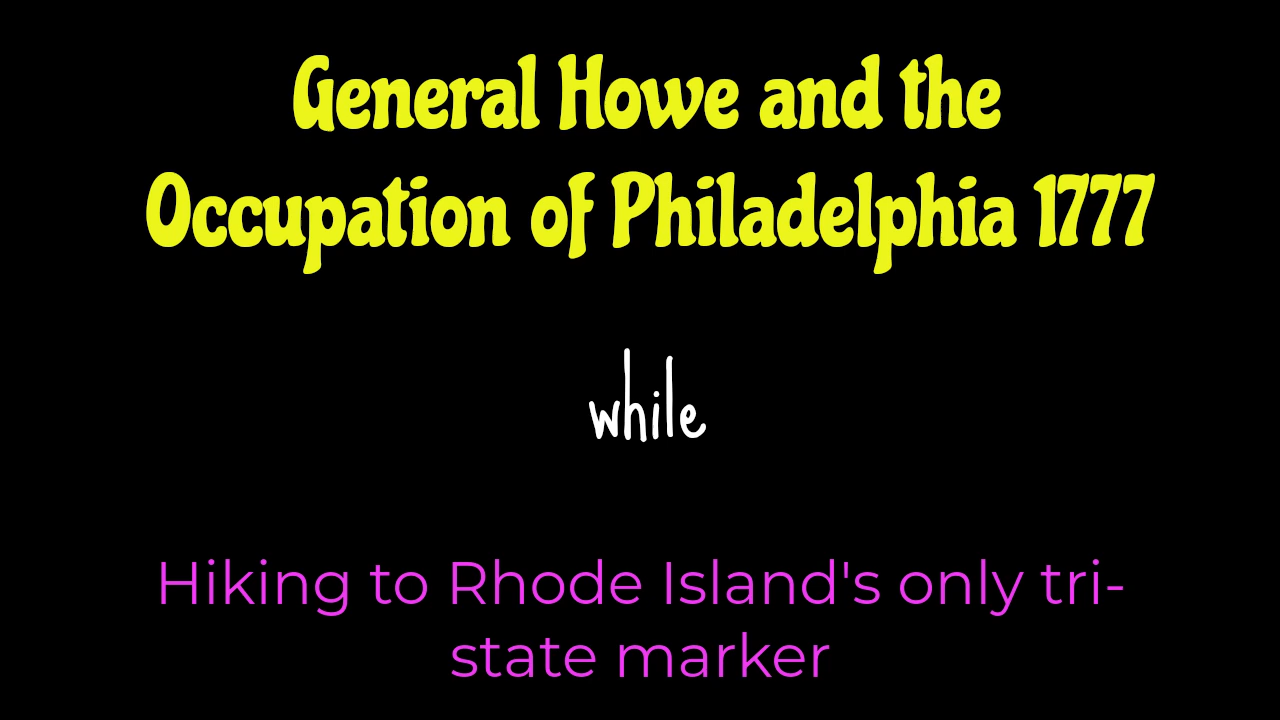 General Howe and the
Occupation of Philadelphia 1777
while
Hiking to Rhode Island's only tri-
state marker